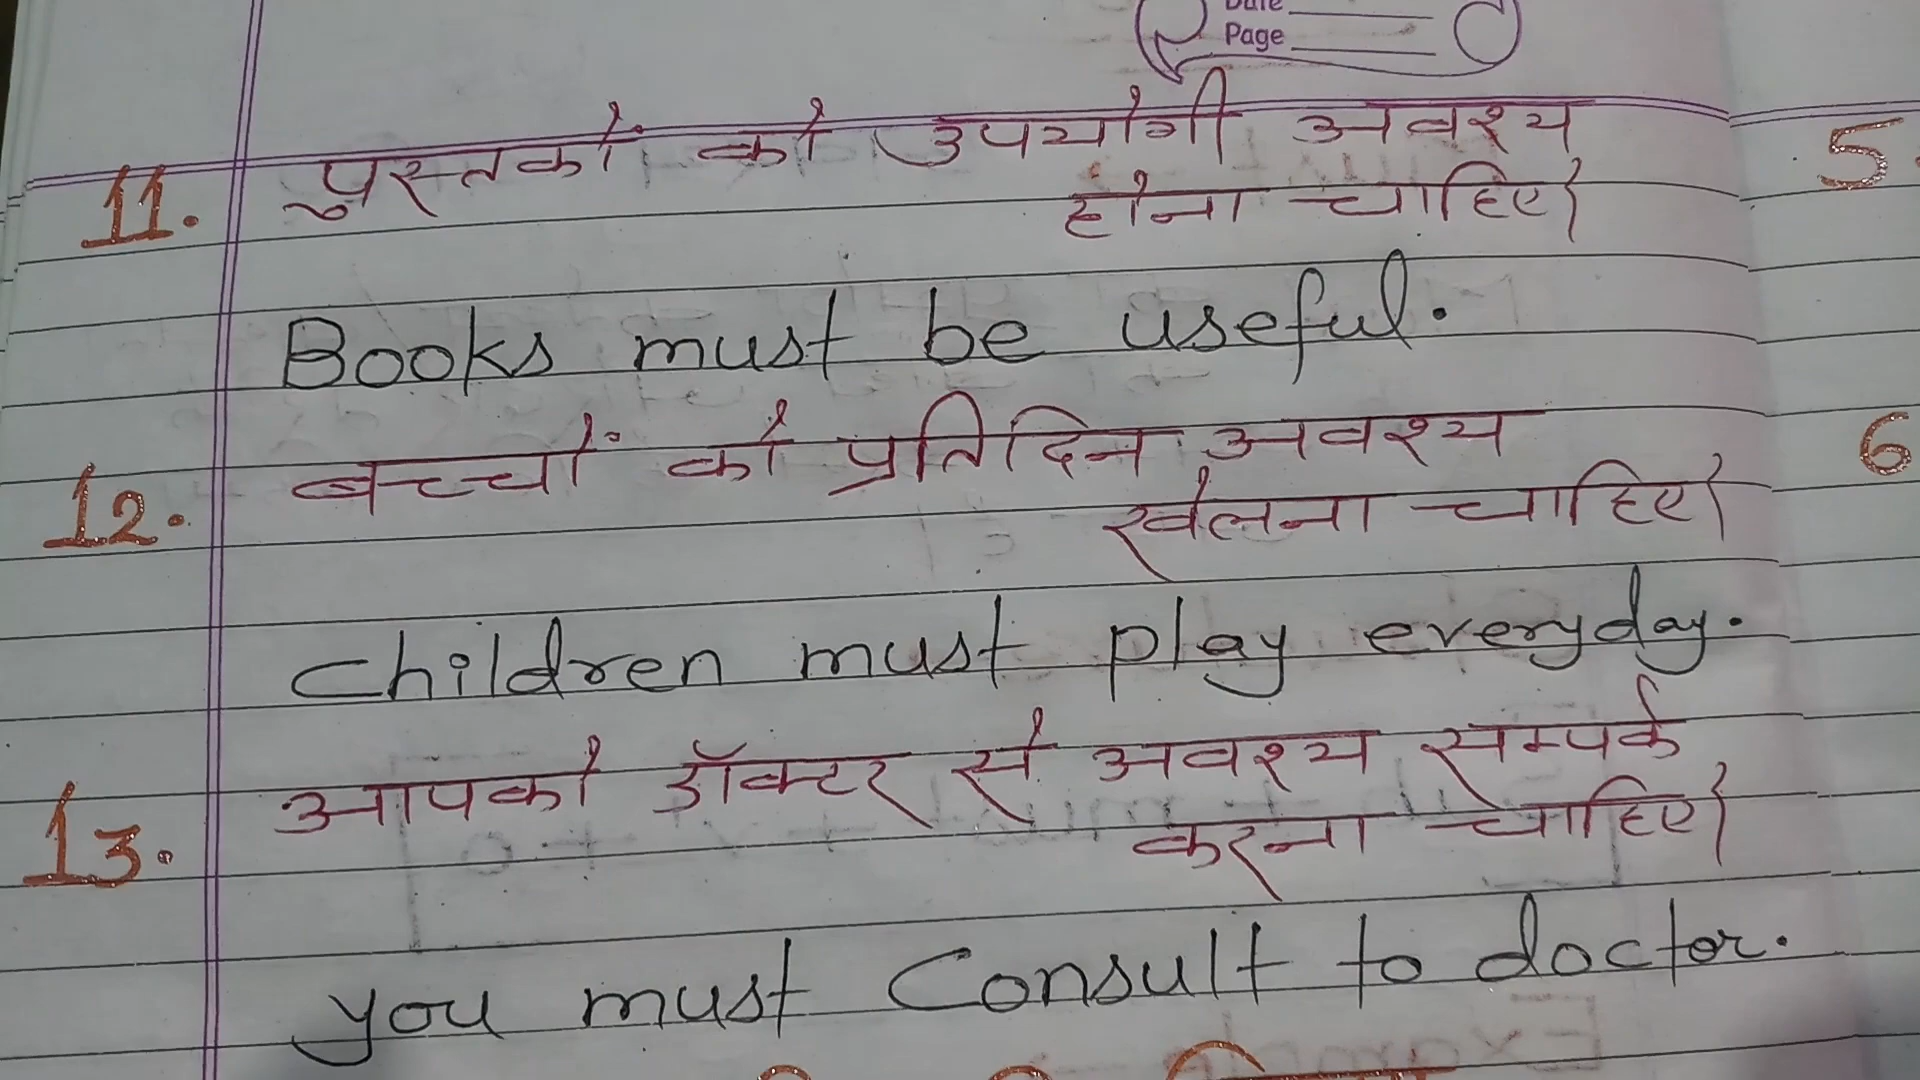 Date
Page
11. पुस्तकों को उपयोगी अवश्य
होना चाहिए।
Books must be useful.
12. बच्चों को प्रतिदिन अवश्य
खेलना चाहिए।
Children must play everyday.
13. आपको डॉक्टर से अवश्य सम्पर्क
करना चाहिए।
you must Consult to doctor.
5.
6